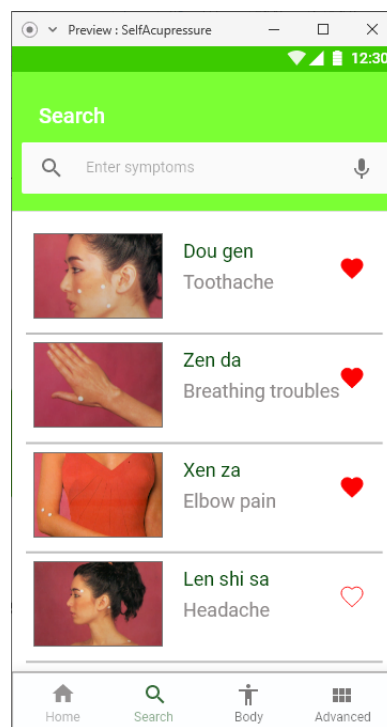 Preview : SelfAcupressure
12:30
Search
Enter symptoms
Dou gen
Toothache
Zen da
Breathing troubles
Xen za
Elbow pain
Len shi sa
Headache
Home Search Body Advanced